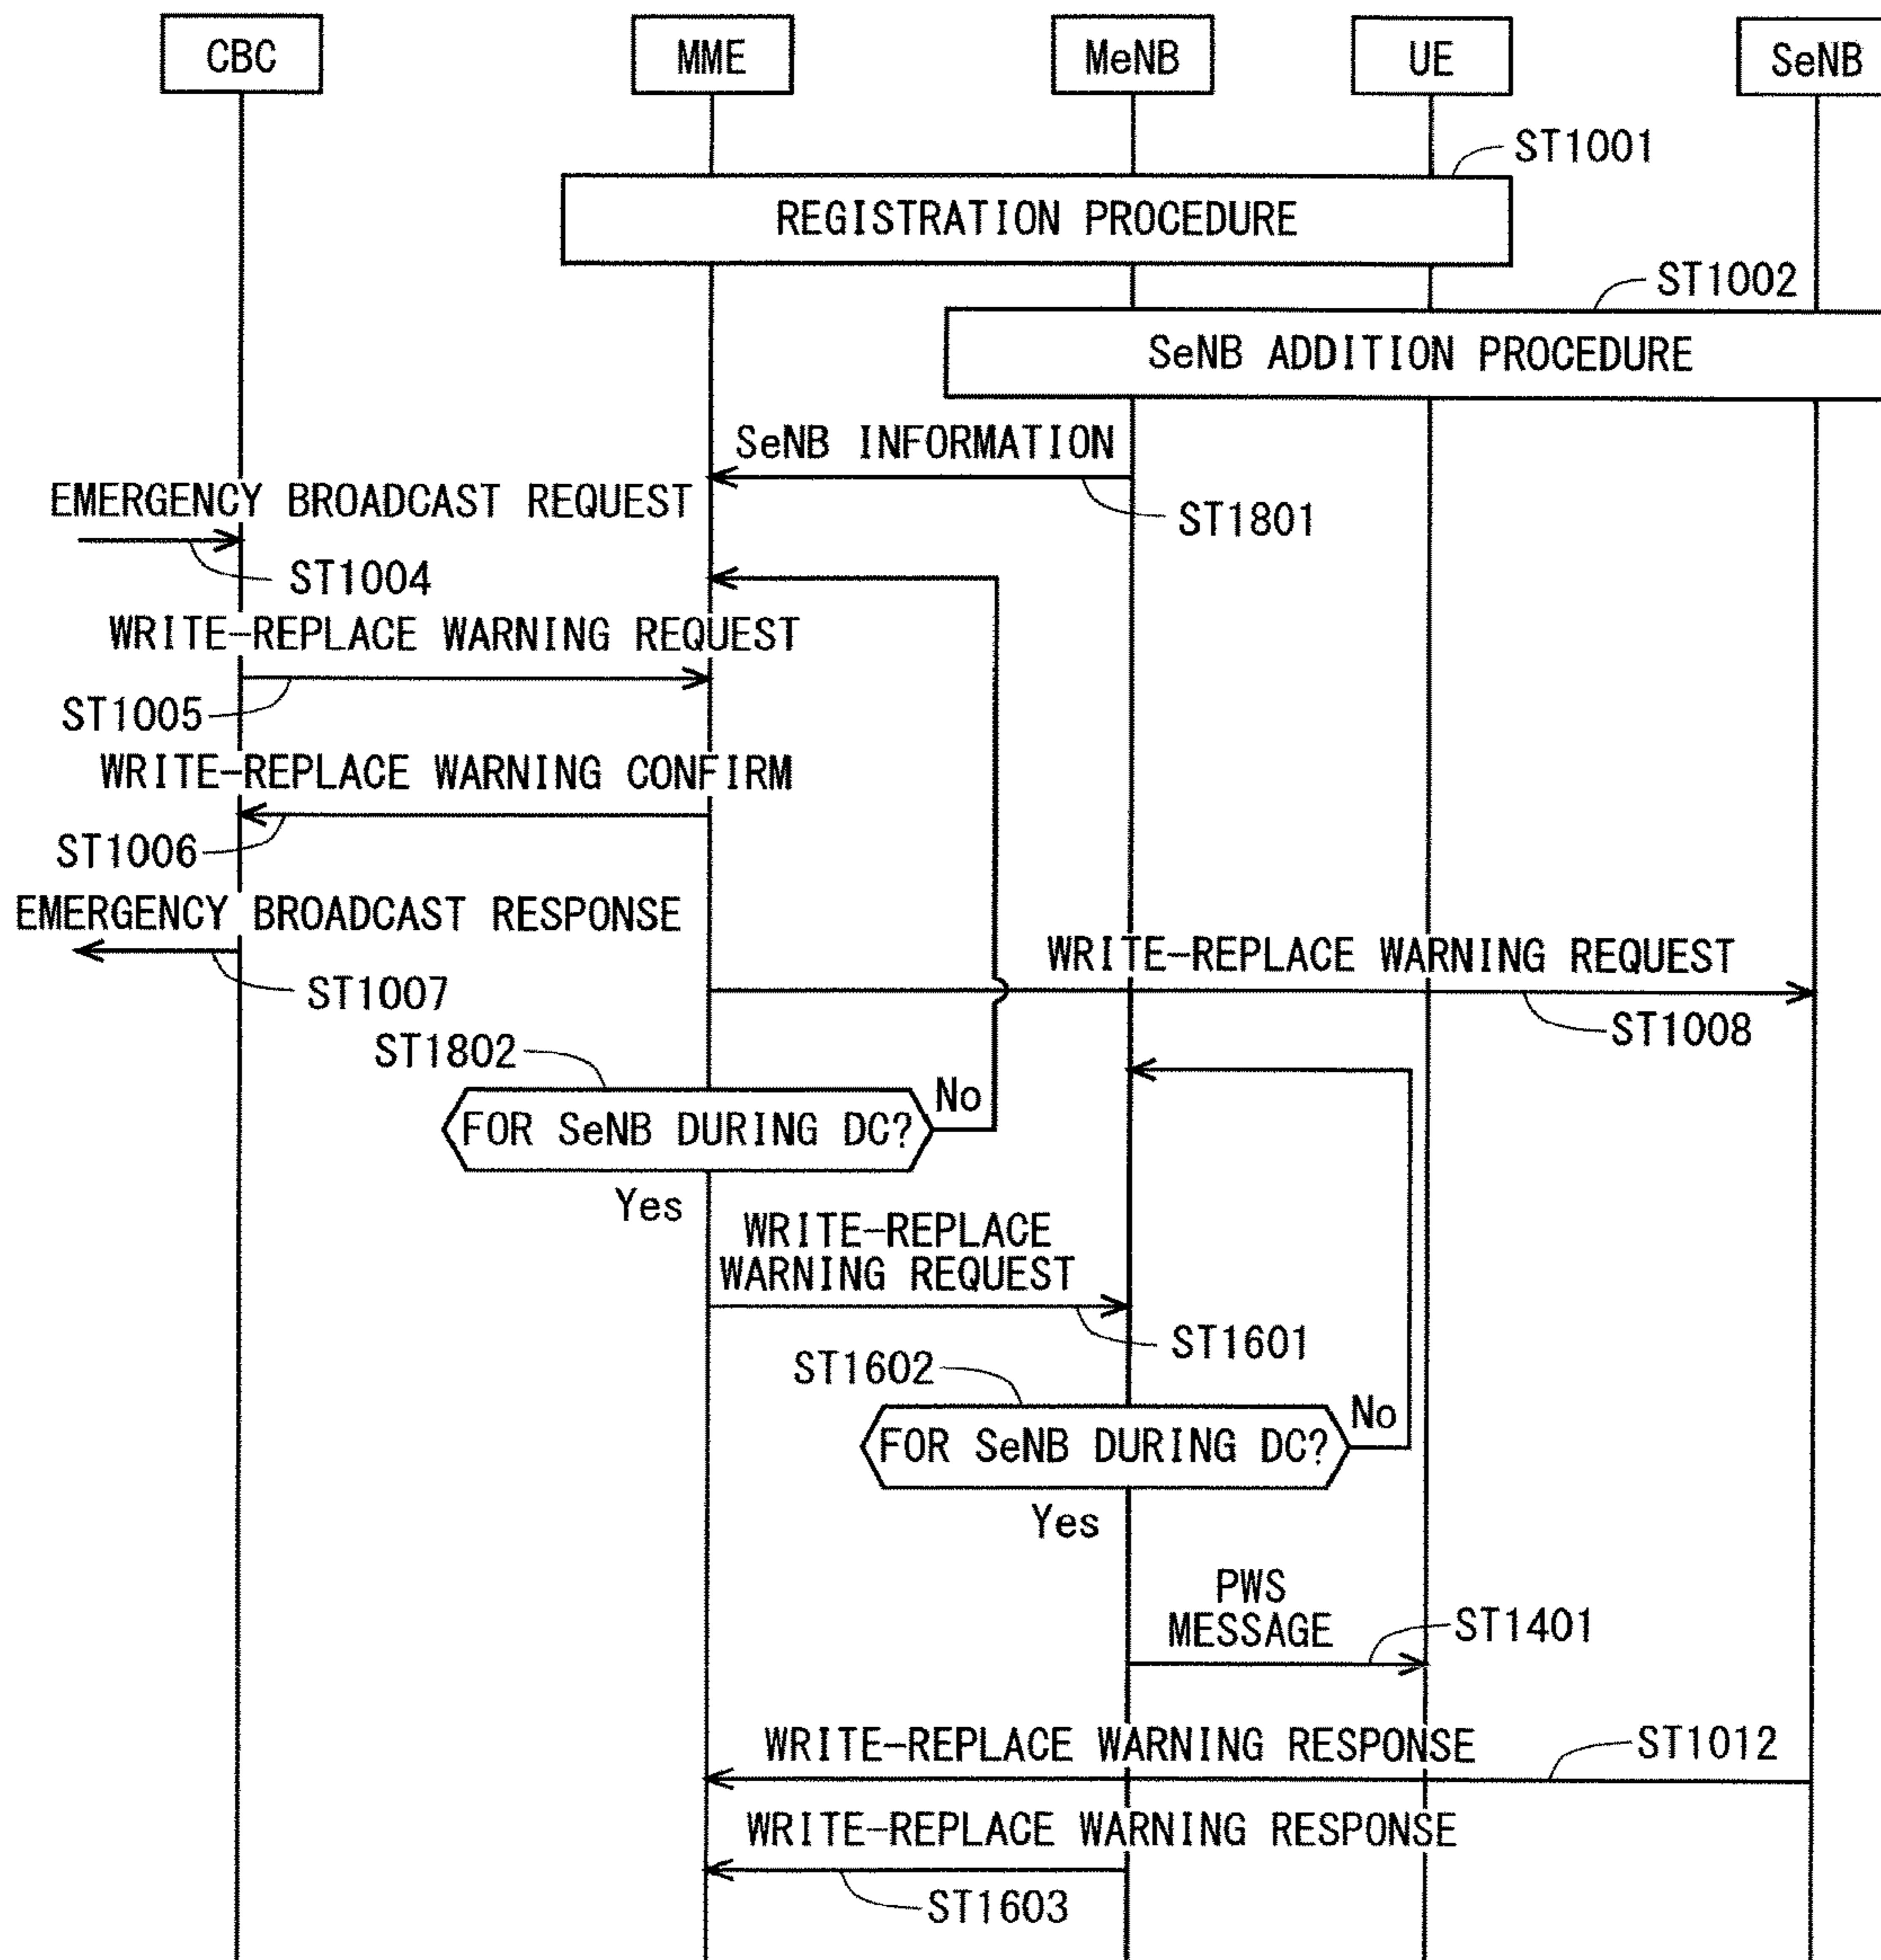 CBC
MME
MeNB
UE
SeNB
ST1001
REGISTRATION PROCEDURE
ST1002
SeNB ADDITION PROCEDURE
SeNB INFORMATION
EMERGENCY BROADCAST REQUEST
ST1801
ST1004
WRITE-REPLACE WARNING REQUEST
ST1005
WRITE-REPLACE WARNING CONFIRM
ST1006
EMERGENCY BROADCAST RESPONSE
WRITE-REPLACE WARNING REQUEST
ST1007
ST1008
ST1802
No
FOR SeNB DURING DC?
Yes
WRITE-REPLACE
WARNING REQUEST
ST1601
ST1602
No
FOR SeNB DURING DC?
Yes
PWS
MESSAGE
ST1401
WRITE-REPLACE WARNING RESPONSE
ST1012
WRITE-REPLACE WARNING RESPONSE
ST1603